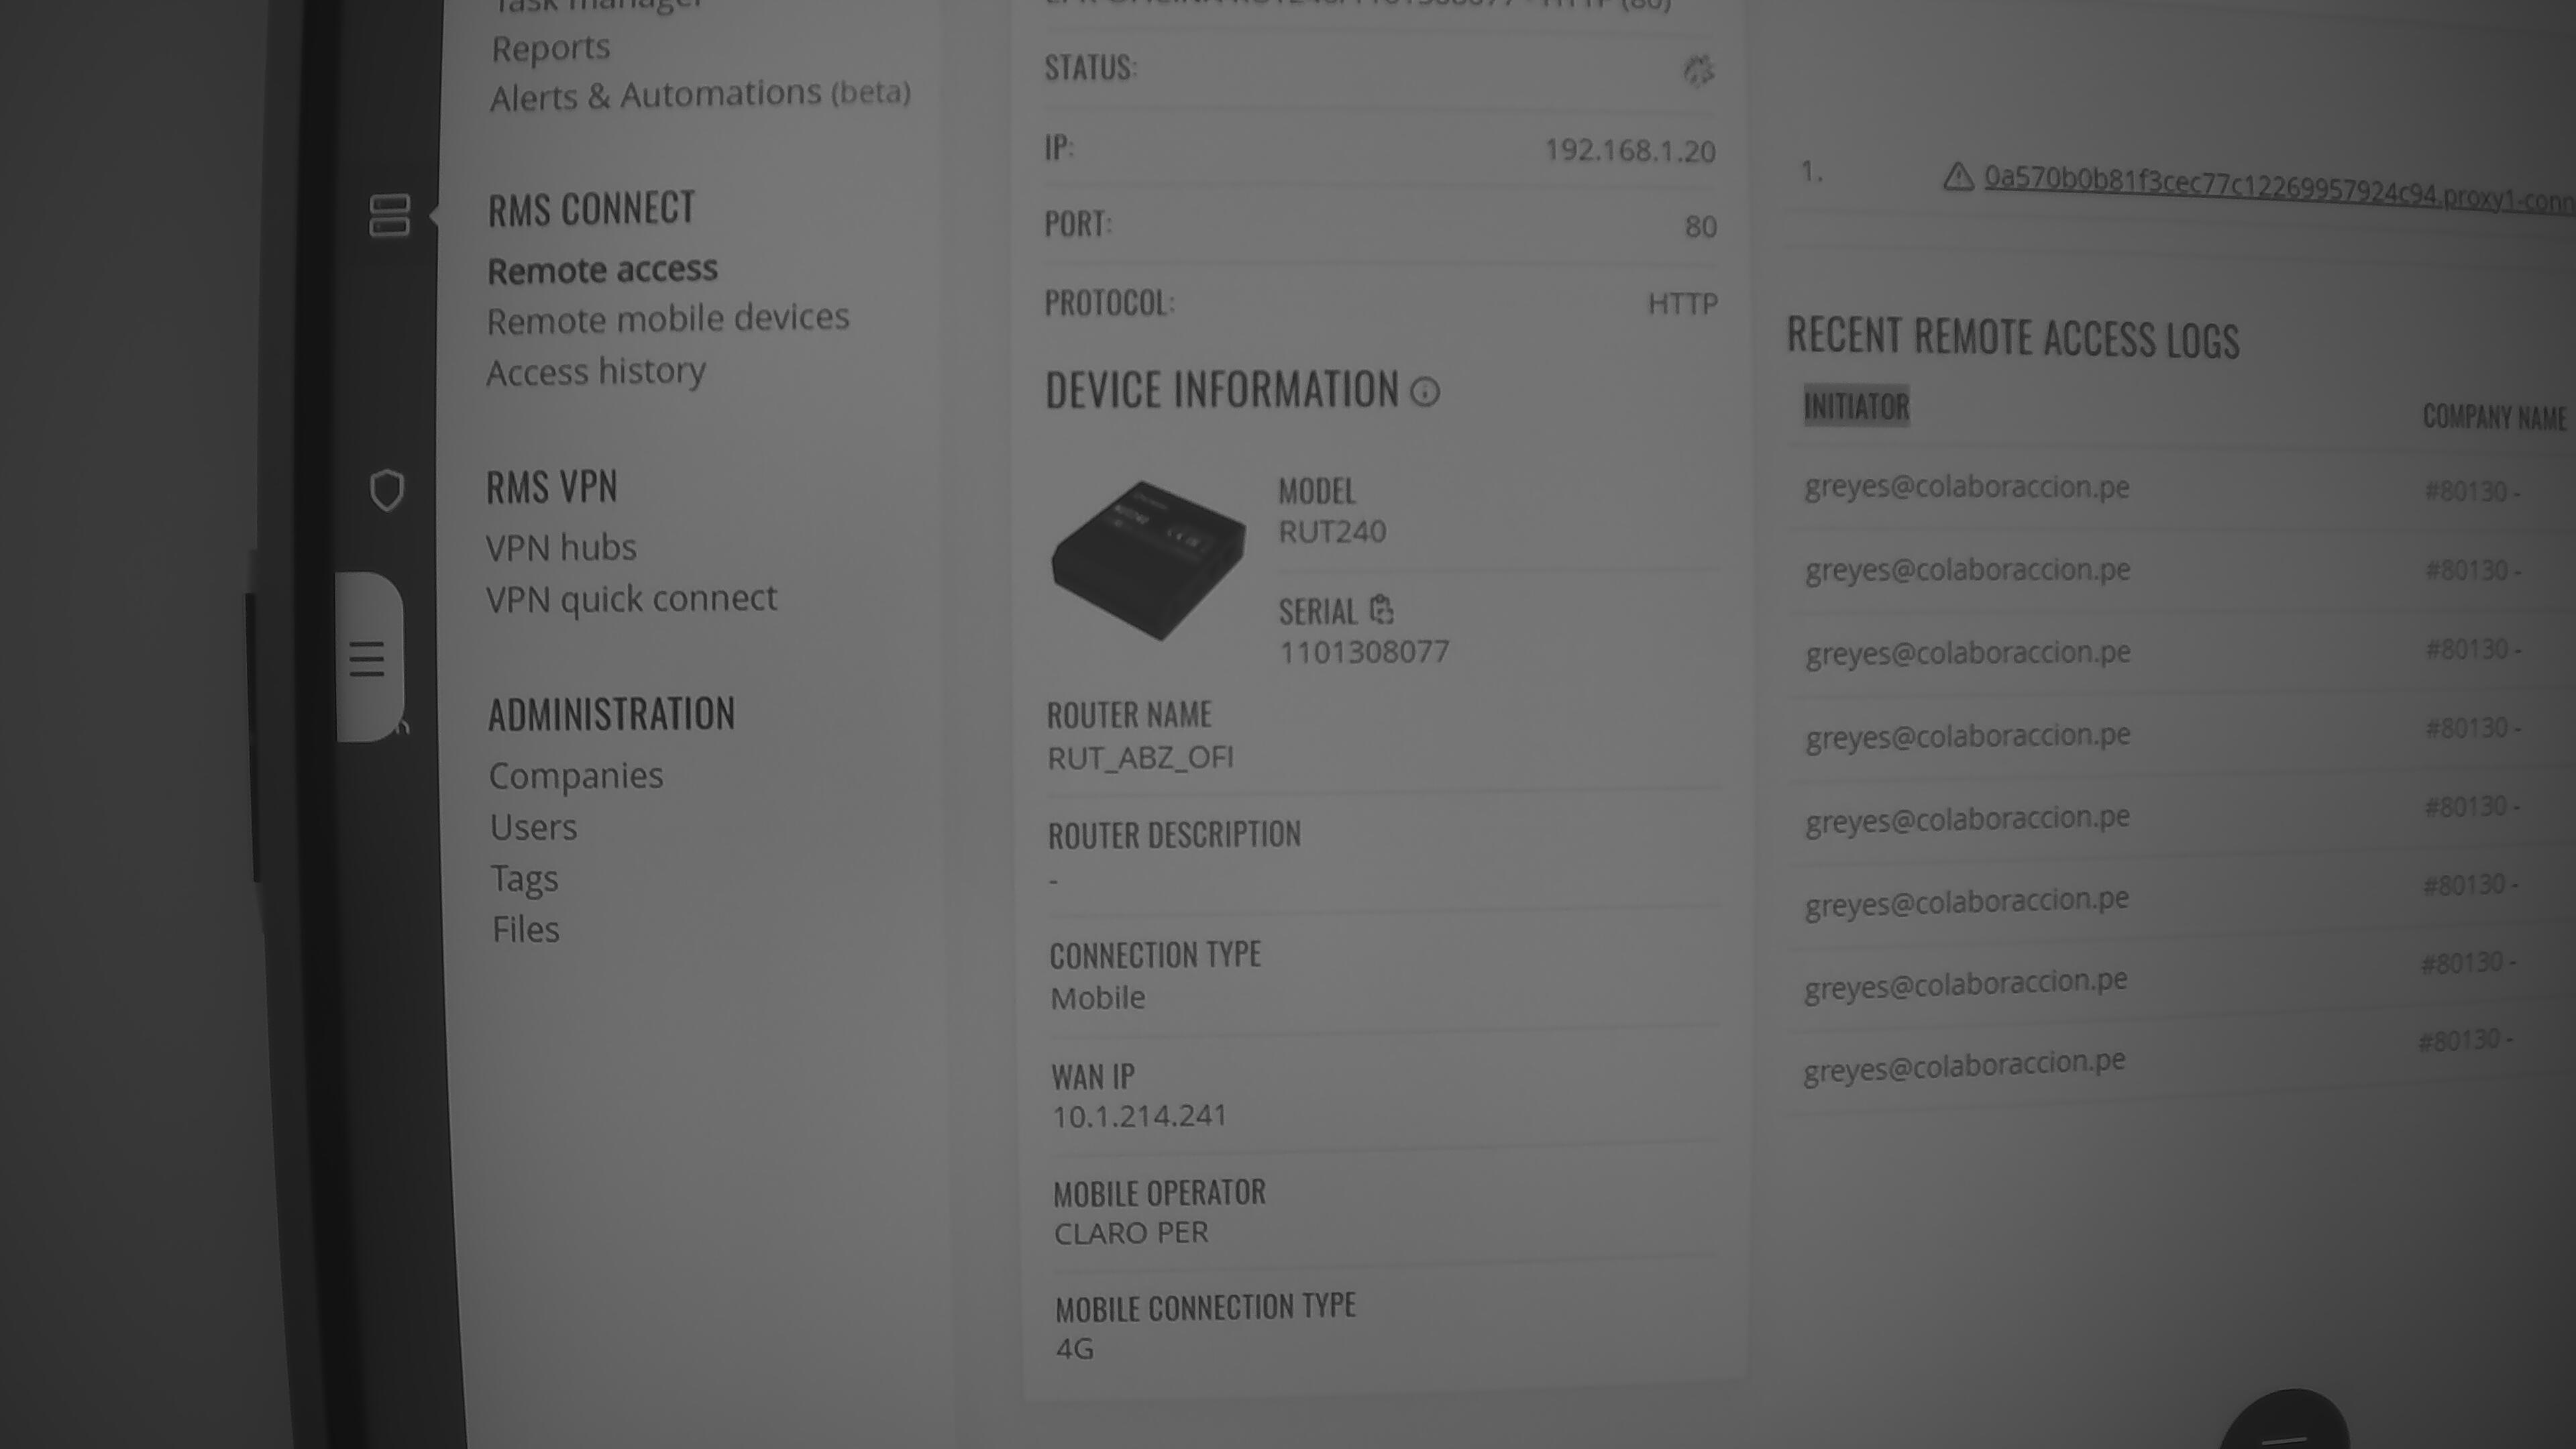 Task manager
Reports
Alerts & Automations (beta)
RMS CONNECT
Remote access
Remote mobile devices
Access history
RMS VPN
VPN hubs
VPN quick connect
ADMINISTRATION
Companies
Users
Tags
Files
STATUS:
IP: 192.168.1.20
PORT: 80
PROTOCOL: HTTP
DEVICE INFORMATION
MODEL
RUT240
SERIAL
1101308077
ROUTER NAME
RUT_ABZ_OFI
ROUTER DESCRIPTION
-
CONNECTION TYPE
Mobile
WAN IP
10.1.214.241
MOBILE OPERATOR
CLARO PER
MOBILE CONNECTION TYPE
4G
1. 0a570b0b81f3cec77c12269957924c94.proxy1-conn
RECENT REMOTE ACCESS LOGS
INITIATOR COMPANY NAME
greyes@colaboraccion.pe #80130 -
greyes@colaboraccion.pe #80130 -
greyes@colaboraccion.pe #80130 -
greyes@colaboraccion.pe #80130 -
greyes@colaboraccion.pe #80130 -
greyes@colaboraccion.pe #80130 -
greyes@colaboraccion.pe #80130 -
greyes@colaboraccion.pe #80130 -